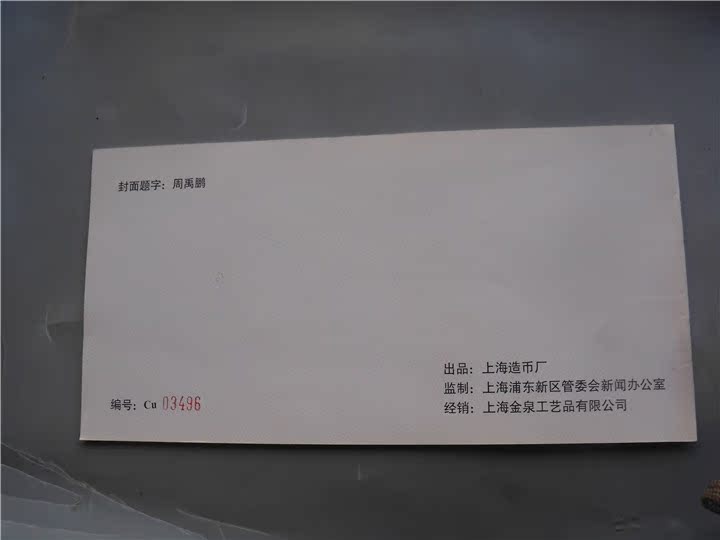 封面题字：周禹鹏
出品：上海造币厂
监制：上海浦东新区管委会新闻办公室
经销：上海金泉工艺品有限公司
编号：Cu 03496